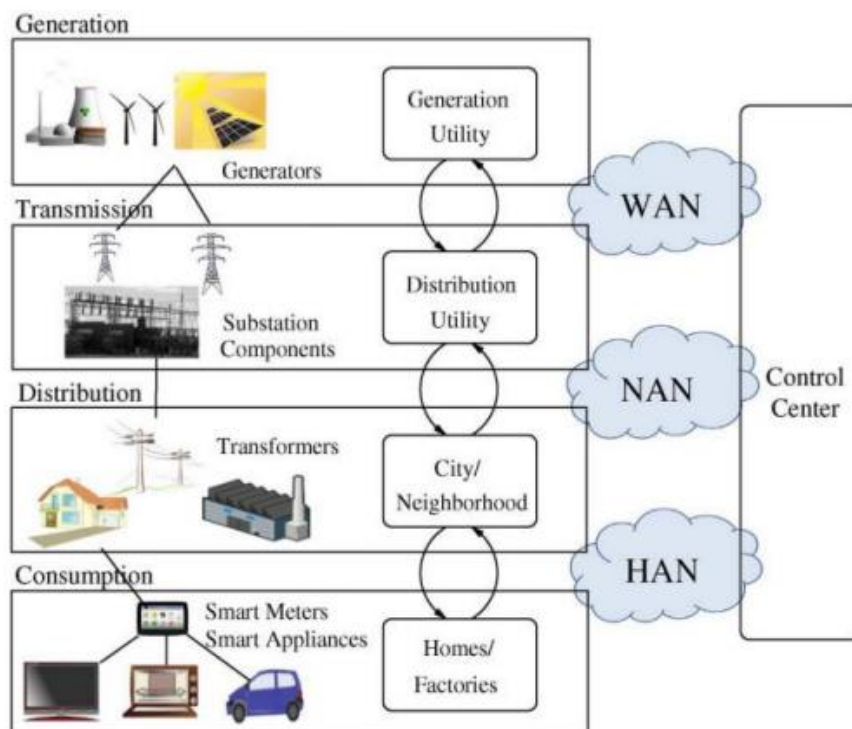 Generation
Generation
Utility
Generators
WAN
Transmission
Distribution
Utility
Substation
Components
NAN
Control
Center
Distribution
Transformers
City/
Neighborhood
HAN
Consumption
Smart Meters
Smart Appliances
Homes/
Factories